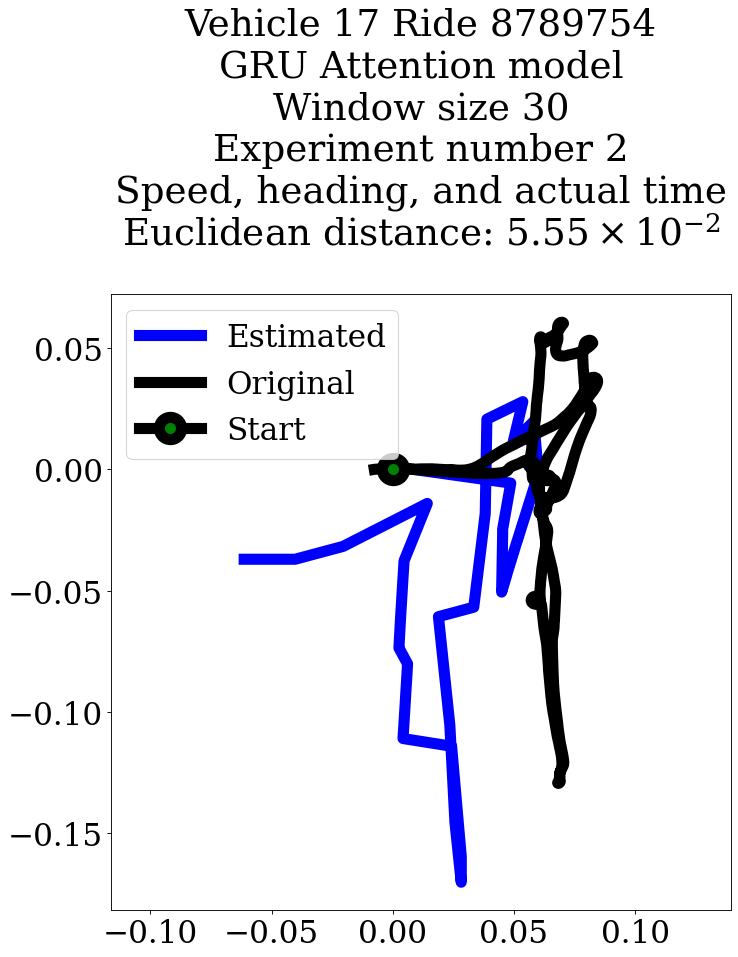 Vehicle 17 Ride 8789754
GRU Attention model
Window size 30
Experiment number 2
Speed, heading, and actual time
Euclidean distance: 5.55 × 10⁻²
Estimated
Original
Start
0.05
0.00
−0.05
−0.10
−0.15
−0.10 −0.05 0.00 0.05 0.10